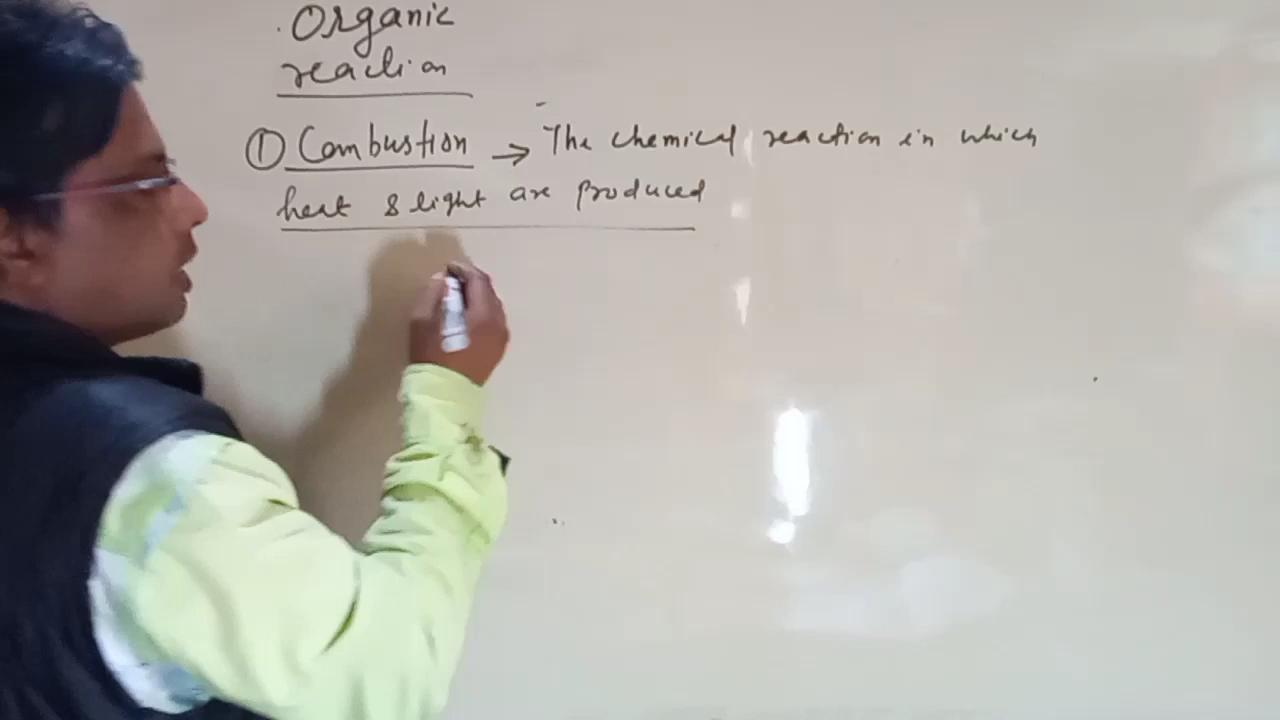 Organic
reaction
① Combustion → The chemical reaction in which
heat & light are produced